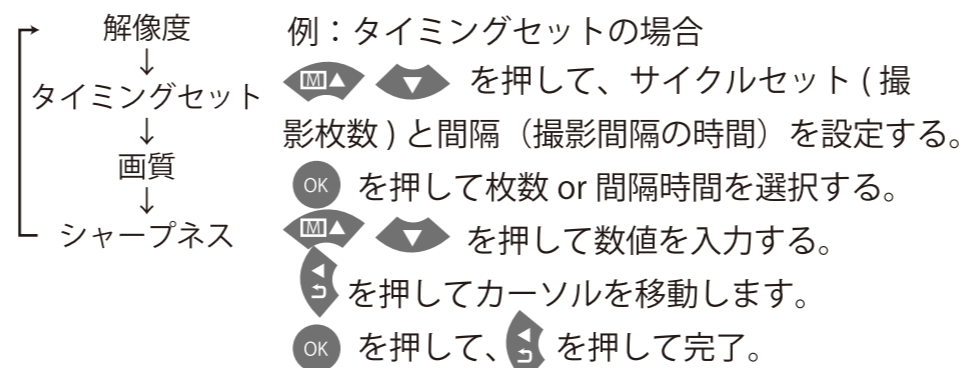 解像度
↓
タイミングセット
↓
画質
↓
シャープネス
例：タイミングセットの場合
M▲ ▼ を押して、サイクルセット ( 撮
影枚数 ) と間隔（撮影間隔の時間）を設定する。
OK を押して枚数 or 間隔時間を選択する。
M▲ ▼ を押して数値を入力する。
を押してカーソルを移動します。
OK を押して、 を押して完了。